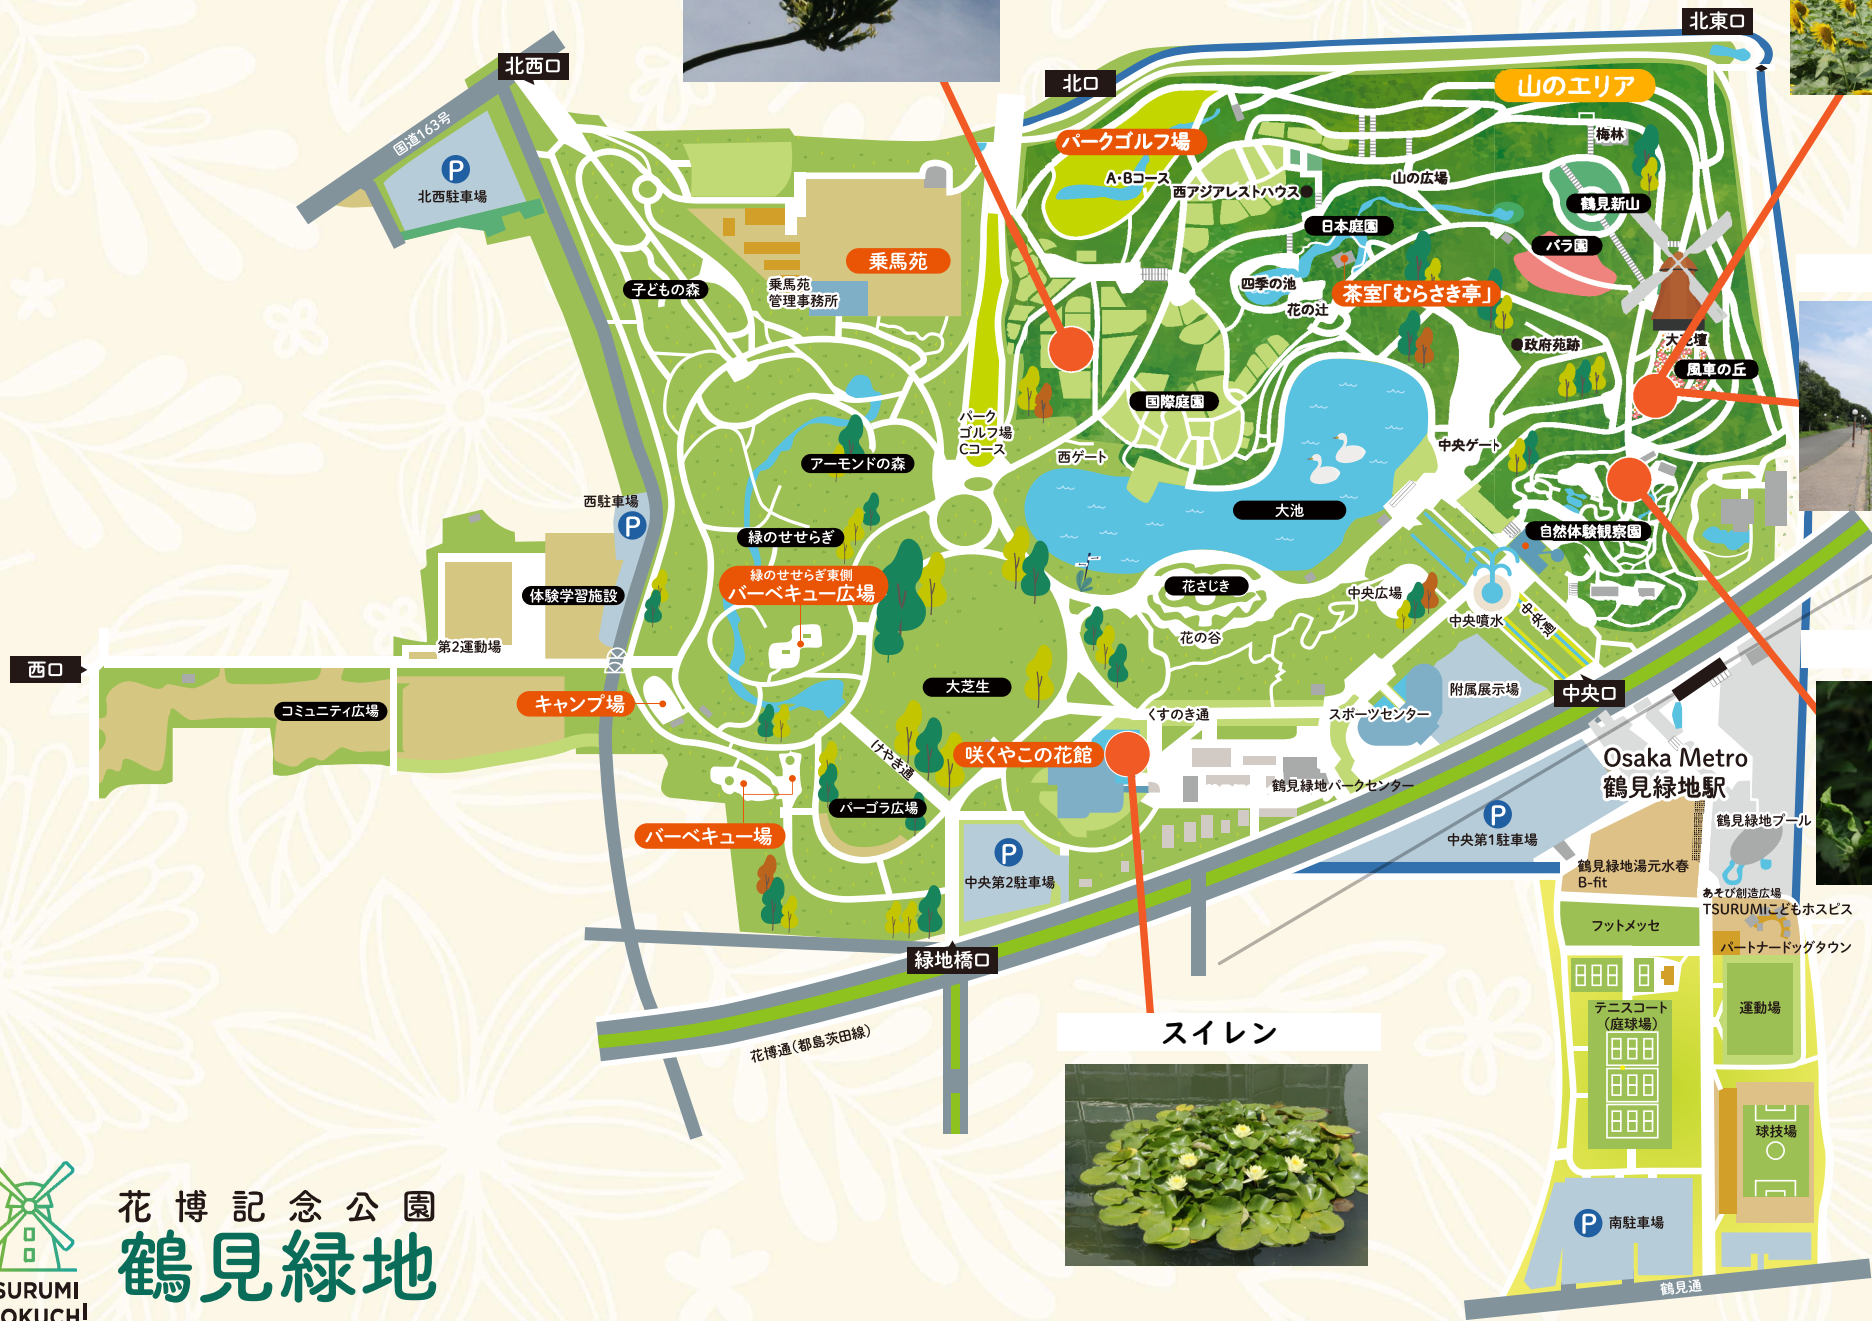 北東口
北西口
北口
山のエリア
国道163号
梅林
パークゴルフ場
P
北西駐車場
A・Bコース
西アジアレストハウス
山の広場
鶴見新山
日本庭園
バラ園
乗馬苑
子どもの森
乗馬苑
管理事務所
四季の池
茶室「むらさき亭」
花の辻
政府苑跡
風車の丘
国際庭園
パーク
ゴルフ場
Cコース
西ゲート
中央ゲート
アーモンドの森
西駐車場
P
大池
緑のせせらぎ
自然体験観察園
緑のせせらぎ東側
バーベキュー広場
体験学習施設
花さじき
中央広場
中央噴水
中央通
花の谷
第2運動場
西口
大芝生
附属展示場
中央口
キャンプ場
コミュニティ広場
くすのき通
スポーツセンター
けやき通
咲くやこの花館
Osaka Metro
鶴見緑地駅
鶴見緑地パークセンター
パーゴラ広場
バーベキュー場
P
中央第1駐車場
鶴見緑地プール
P
中央第2駐車場
鶴見緑地湯元水春
B-fit
あそび創造広場
TSURUMIこどもホスピス
フットメッセ
パートナードッグタウン
緑地橋口
テニスコート
(庭球場)
運動場
花博通(都島茨田線)
スイレン
球技場
P
南駐車場
鶴見通
花博記念公園
鶴見緑地